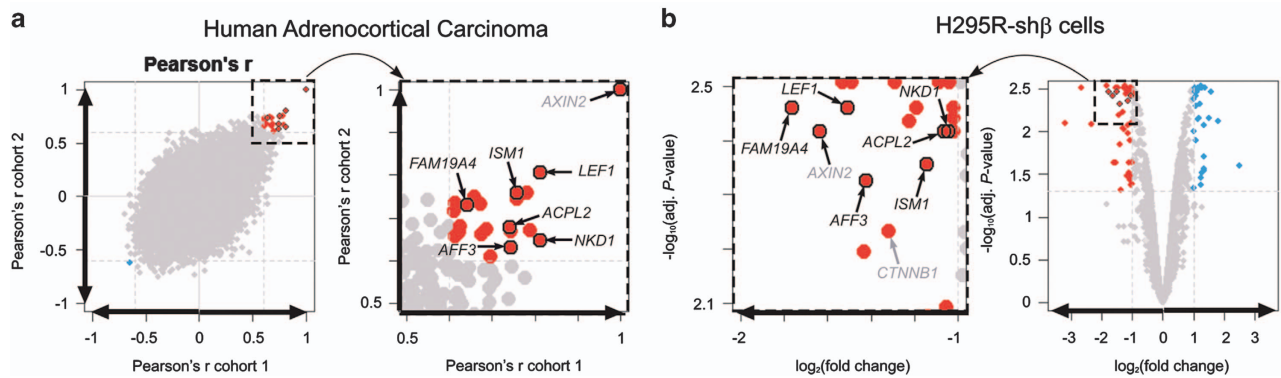 a
Human Adrenocortical Carcinoma
Pearson's r
Pearson's r cohort 2
1
0.5
0
-0.5
-1
-1
-0.5
0
0.5
1
Pearson's r cohort 1
Pearson's r cohort 2
1
0.5
AXIN2
ISM1
FAM19A4
LEF1
ACPL2
AFF3
NKD1
0.5
1
Pearson's r cohort 1
b
H295R-shβ cells
-log₁₀(adj. P-value)
2.5
2.1
LEF1
NKD1
ACPL2
FAM19A4
AXIN2
AFF3
ISM1
CTNNB1
-2
-1
log₂(fold change)
-log₁₀(adj. P-value)
2.5
2.0
1.5
1.0
0.5
0
-3
-2
-1
0
1
2
3
log₂(fold change)